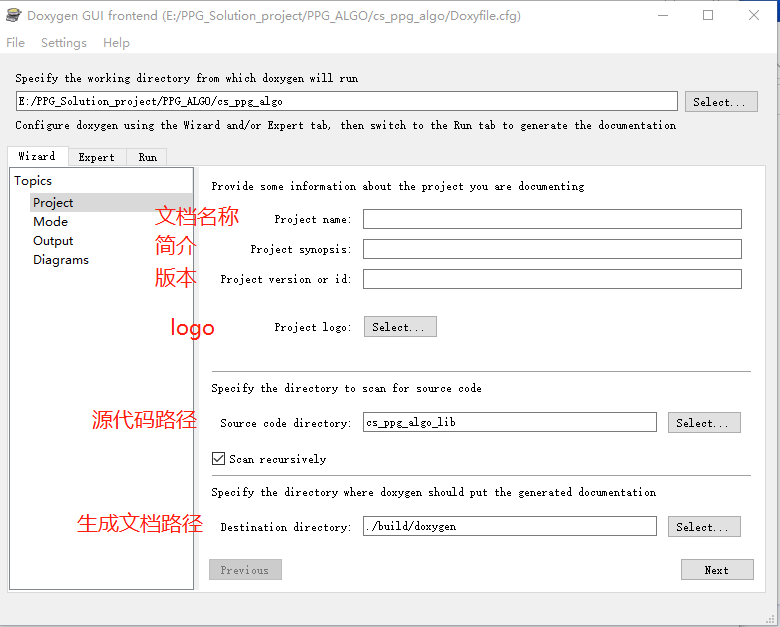 Doxygen GUI frontend (E:/PPG_Solution_project/PPG_ALGO/cs_ppg_algo/Doxyfile.cfg)
File Settings Help
Specify the working directory from which doxygen will run
E:/PPG_Solution_project/PPG_ALGO/cs_ppg_algo Select...
Configure doxygen using the Wizard and/or Expert tab, then switch to the Run tab to generate the documentation
Wizard Expert Run
Topics
Project
Mode
Output
Diagrams
Provide some information about the project you are documenting
文档名称 Project name:
简介 Project synopsis:
版本 Project version or id:
logo Project logo: Select...
Specify the directory to scan for source code
源代码路径 Source code directory: cs_ppg_algo_lib Select...
Scan recursively
Specify the directory where doxygen should put the generated documentation
生成文档路径 Destination directory: ./build/doxygen Select...
Previous Next